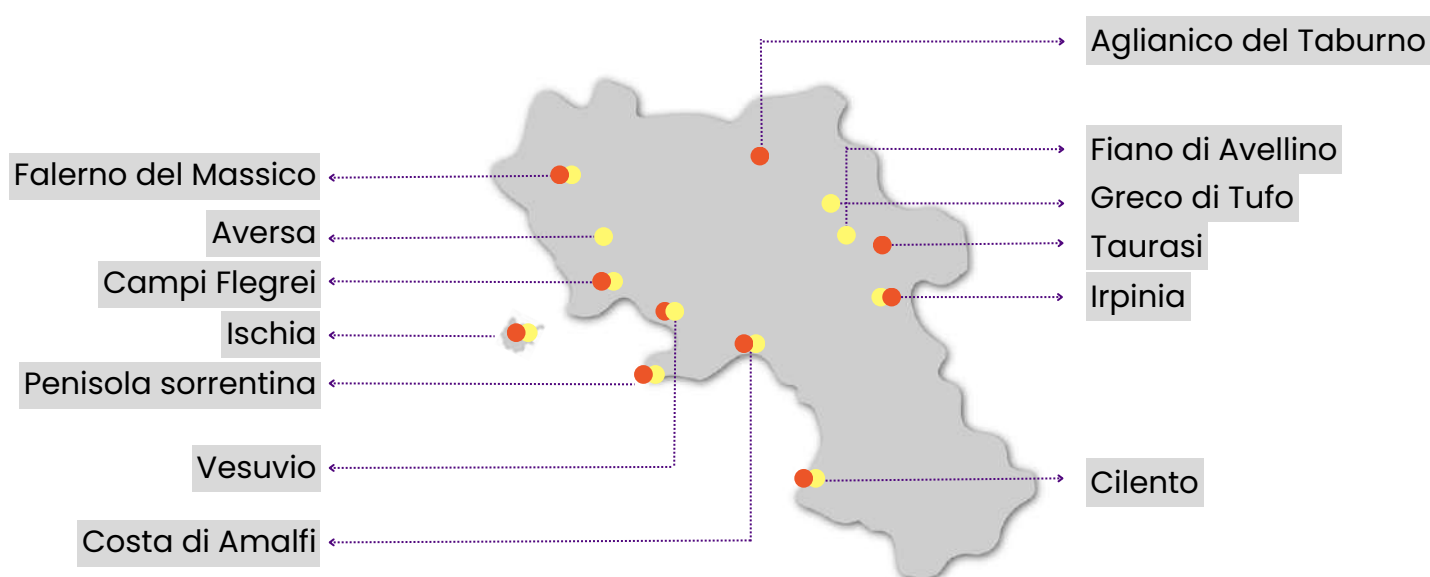 Aglianico del Taburno
Fiano di Avellino
Falerno del Massico
Greco di Tufo
Aversa
Taurasi
Campi Flegrei
Irpinia
Ischia
Penisola sorrentina
Vesuvio
Cilento
Costa di Amalfi